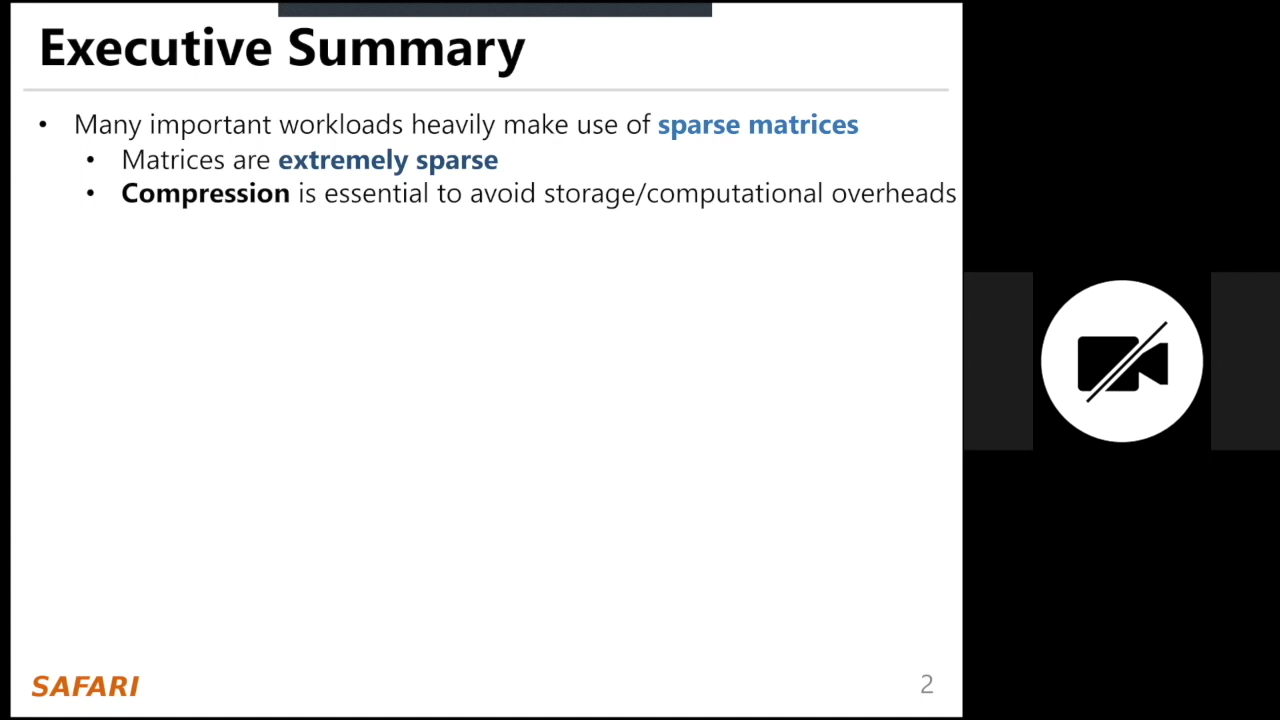 Executive Summary
• Many important workloads heavily make use of sparse matrices
• Matrices are extremely sparse
• Compression is essential to avoid storage/computational overheads
SAFARI
2